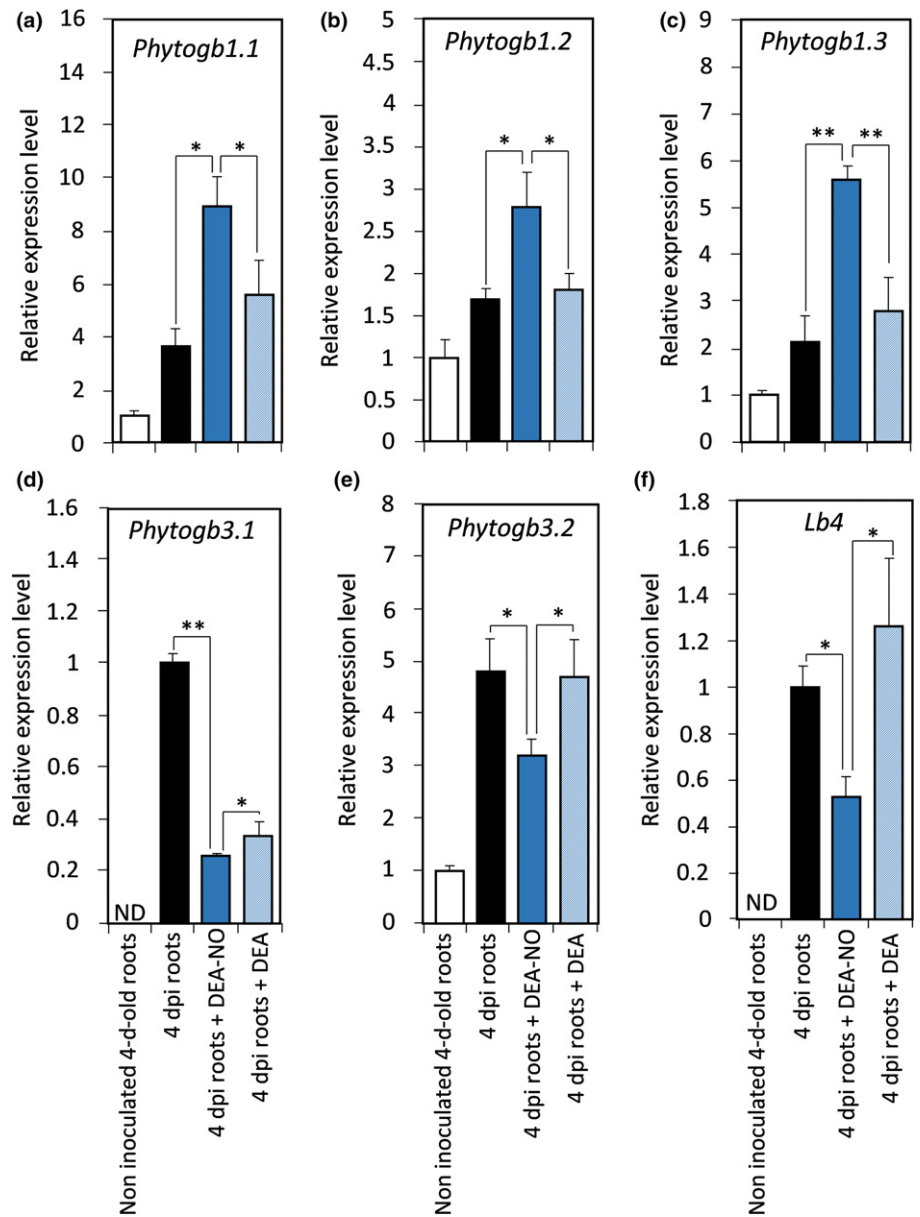 (a)
Phytogb1.1
Relative expression level
16
14
12
10
8
6
4
2
0
*
*
(b)
Phytogb1.2
Relative expression level
5
4.5
4
3.5
3
2.5
2
1.5
1
0.5
0
*
*
(c)
Phytogb1.3
Relative expression level
9
8
7
6
5
4
3
2
1
0
**
**
(d)
Phytogb3.1
Relative expression level
1.6
1.4
1.2
1
0.8
0.6
0.4
0.2
0
ND
**
*
Non inoculated 4-d-old roots
4 dpi roots
4 dpi roots + DEA-NO
4 dpi roots + DEA
(e)
Phytogb3.2
Relative expression level
8
7
6
5
4
3
2
1
0
*
*
Non inoculated 4-d-old roots
4 dpi roots
4 dpi roots + DEA-NO
4 dpi roots + DEA
(f)
Lb4
Relative expression level
1.8
1.6
1.4
1.2
1
0.8
0.6
0.4
0.2
0
ND
*
*
Non inoculated 4-d-old roots
4 dpi roots
4 dpi roots + DEA-NO
4 dpi roots + DEA